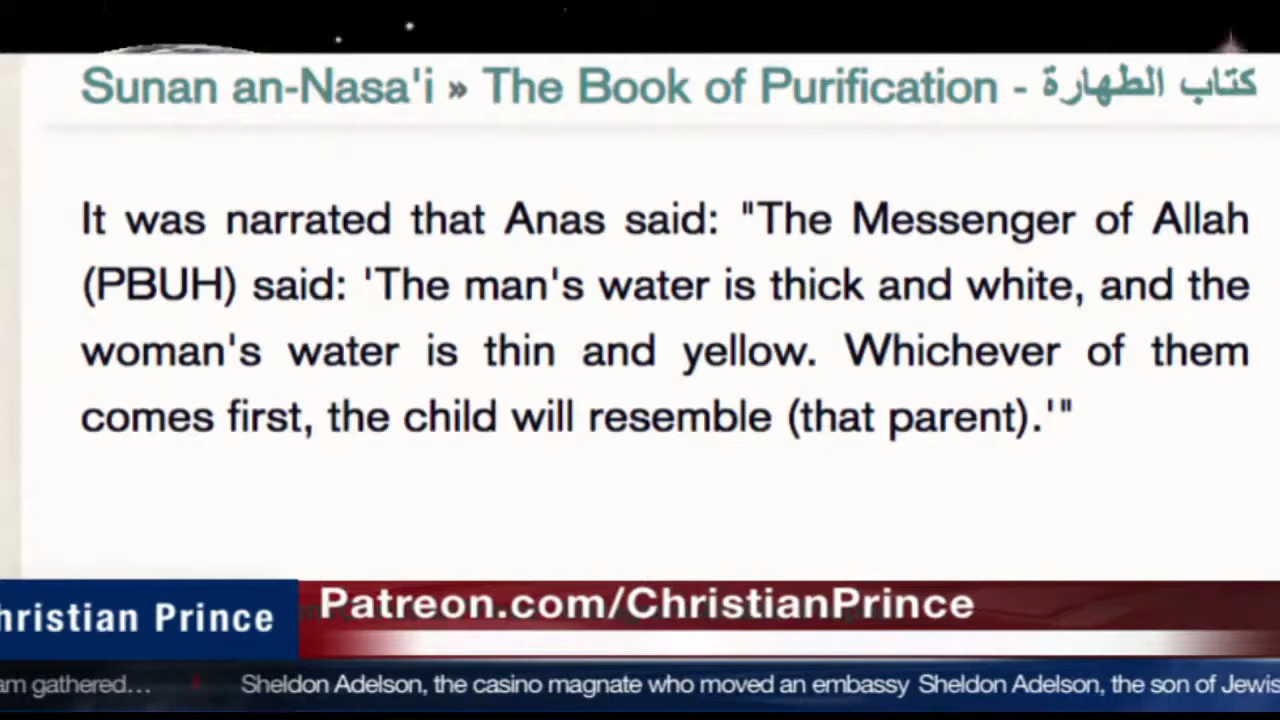 Sunan an-Nasa'i » The Book of Purification - كتاب الطهارة
It was narrated that Anas said: "The Messenger of Allah
(PBUH) said: 'The man's water is thick and white, and the
woman's water is thin and yellow. Whichever of them
comes first, the child will resemble (that parent).'"
hristian Prince
Patreon.com/ChristianPrince
am gathered... Sheldon Adelson, the casino magnate who moved an embassy Sheldon Adelson, the son of Jewis